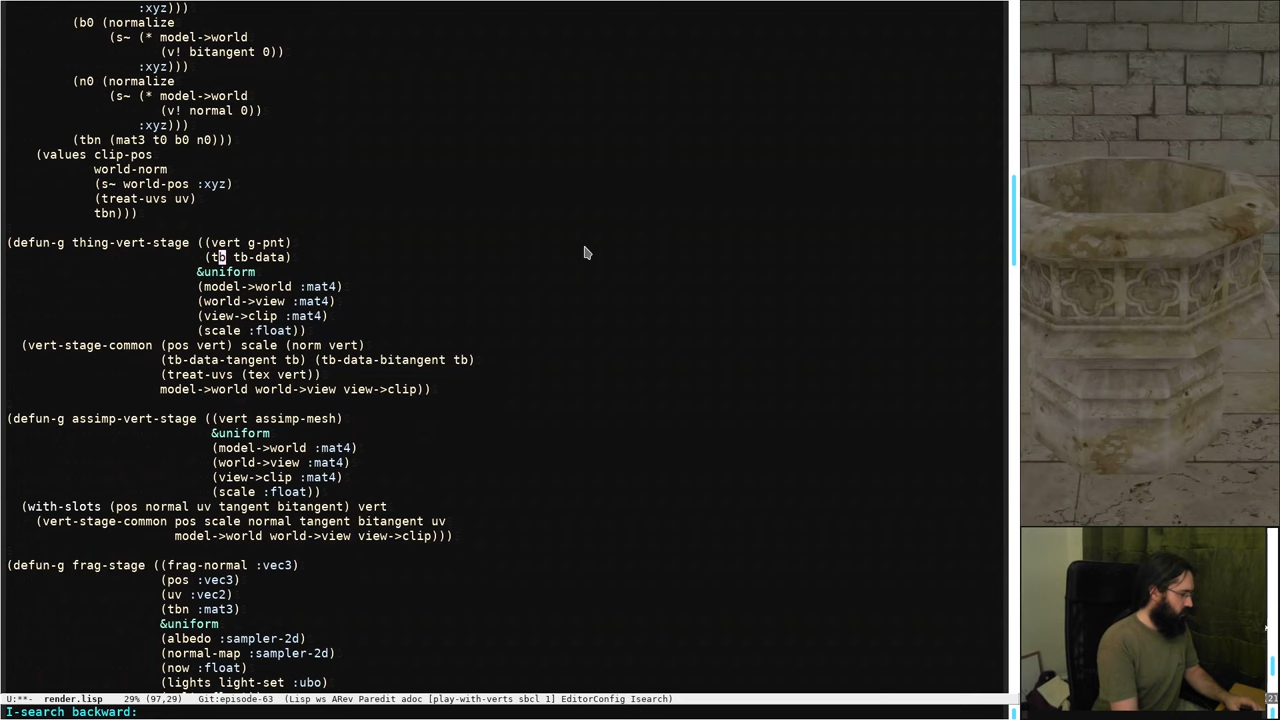 :xyz)))
(b0 (normalize
(s~ (* model->world
(v! bitangent 0))
:xyz)))
(n0 (normalize
(s~ (* model->world
(v! normal 0))
:xyz)))
(tbn (mat3 t0 b0 n0)))
(values clip-pos
world-norm
(s~ world-pos :xyz)
(treat-uvs uv)
tbn)))
(defun-g thing-vert-stage ((vert g-pnt)
(tb tb-data)
&uniform
(model->world :mat4)
(world->view :mat4)
(view->clip :mat4)
(scale :float))
(vert-stage-common (pos vert) scale (norm vert)
(tb-data-tangent tb) (tb-data-bitangent tb)
(treat-uvs (tex vert))
model->world world->view view->clip))
(defun-g assimp-vert-stage ((vert assimp-mesh)
&uniform
(model->world :mat4)
(world->view :mat4)
(view->clip :mat4)
(scale :float))
(with-slots (pos normal uv tangent bitangent) vert
(vert-stage-common pos scale normal tangent bitangent uv
model->world world->view view->clip)))
(defun-g frag-stage ((frag-normal :vec3)
(pos :vec3)
(uv :vec2)
(tbn :mat3)
&uniform
(albedo :sampler-2d)
(normal-map :sampler-2d)
(now :float)
(lights light-set :ubo)
U:**- render.lisp 29% (97,29) Git:episode-63 (Lisp ws ARev Paredit adoc [play-with-verts sbcl 1] EditorConfig Isearch)
I-search backward: